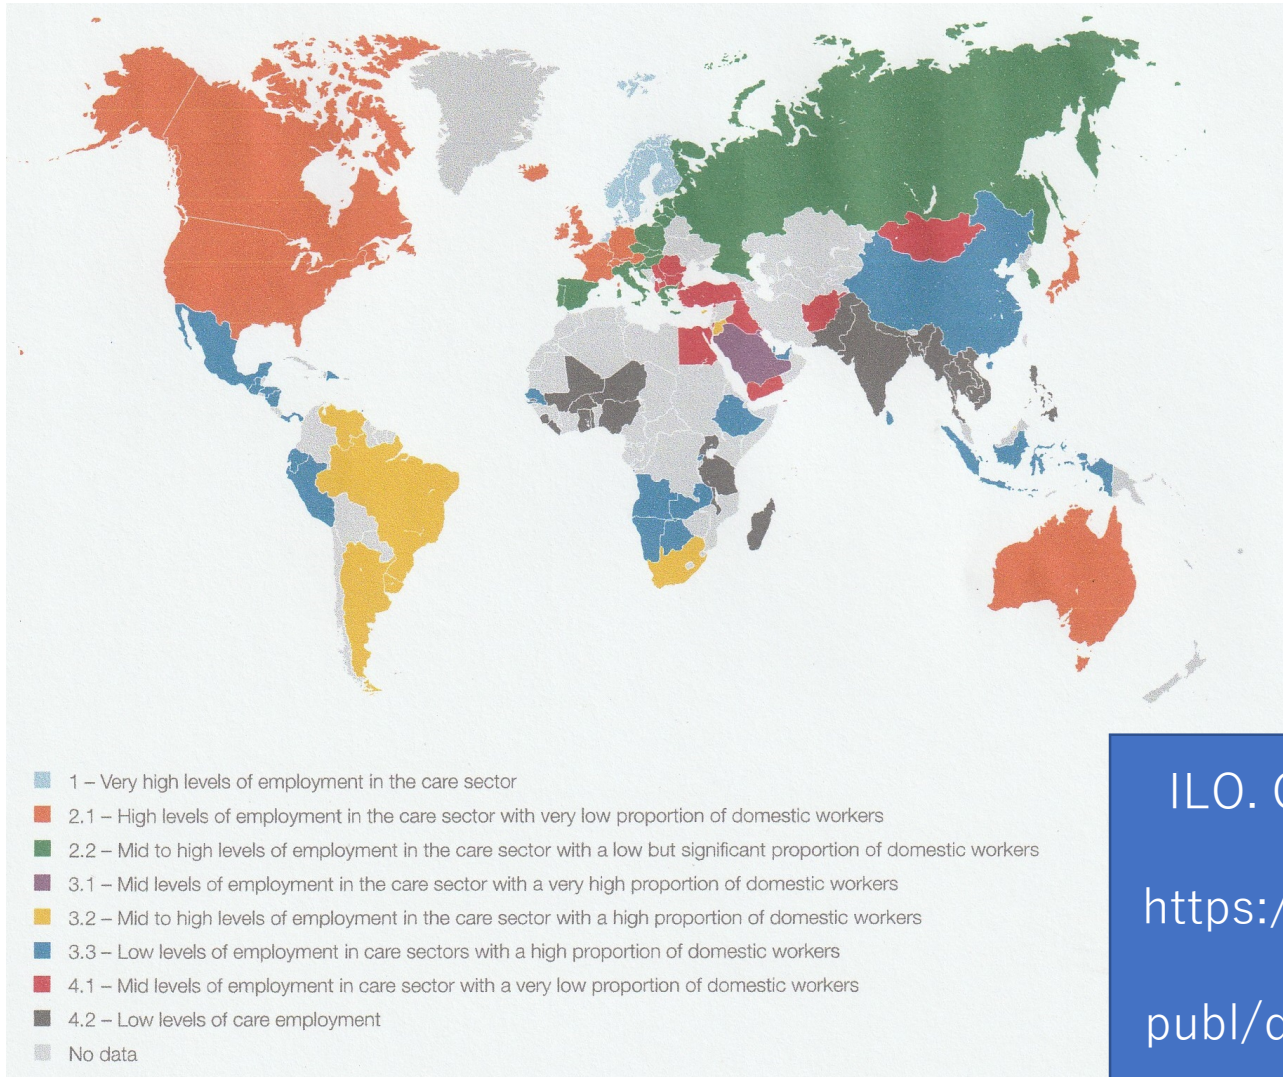 1 – Very high levels of employment in the care sector
2.1 – High levels of employment in the care sector with very low proportion of domestic workers
2.2 – Mid to high levels of employment in the care sector with a low but significant proportion of domestic workers
3.1 – Mid levels of employment in the care sector with a very high proportion of domestic workers
3.2 – Mid to high levels of employment in the care sector with a high proportion of domestic workers
3.3 – Low levels of employment in care sectors with a high proportion of domestic workers
4.1 – Mid levels of employment in care sector with a very low proportion of domestic workers
4.2 – Low levels of care employment
No data
ILO.
https:/
publ/